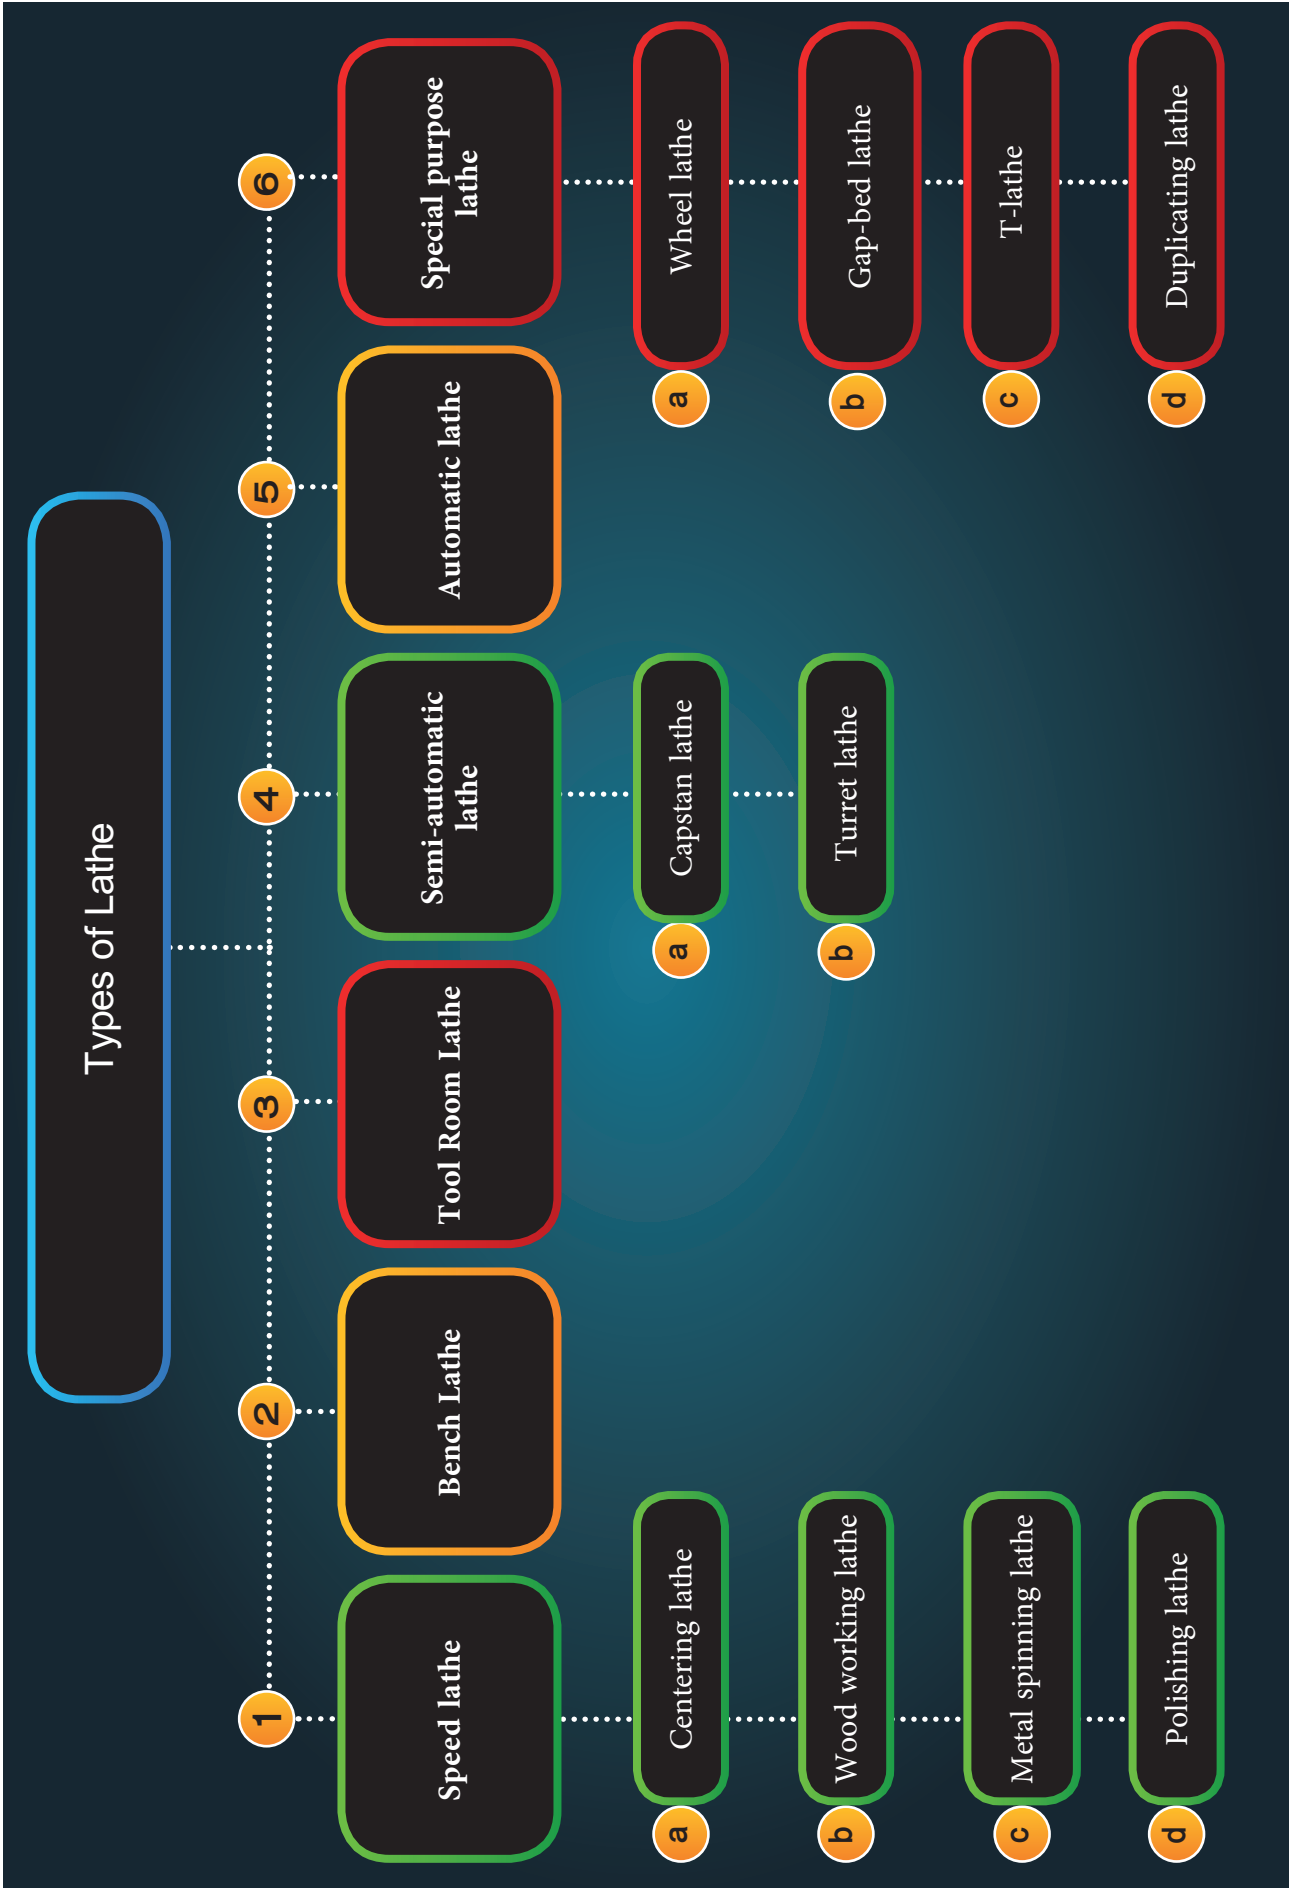 Types of Lathe
1
2
3
4
5
6
Speed lathe
Bench Lathe
Tool Room Lathe
Semi-automatic
lathe
Automatic lathe
Special purpose
lathe
a
Centering lathe
b
Wood working lathe
c
Metal spinning lathe
d
Polishing lathe
a
Capstan lathe
b
Turret lathe
a
Wheel lathe
b
Gap-bed lathe
c
T-lathe
d
Duplicating lathe